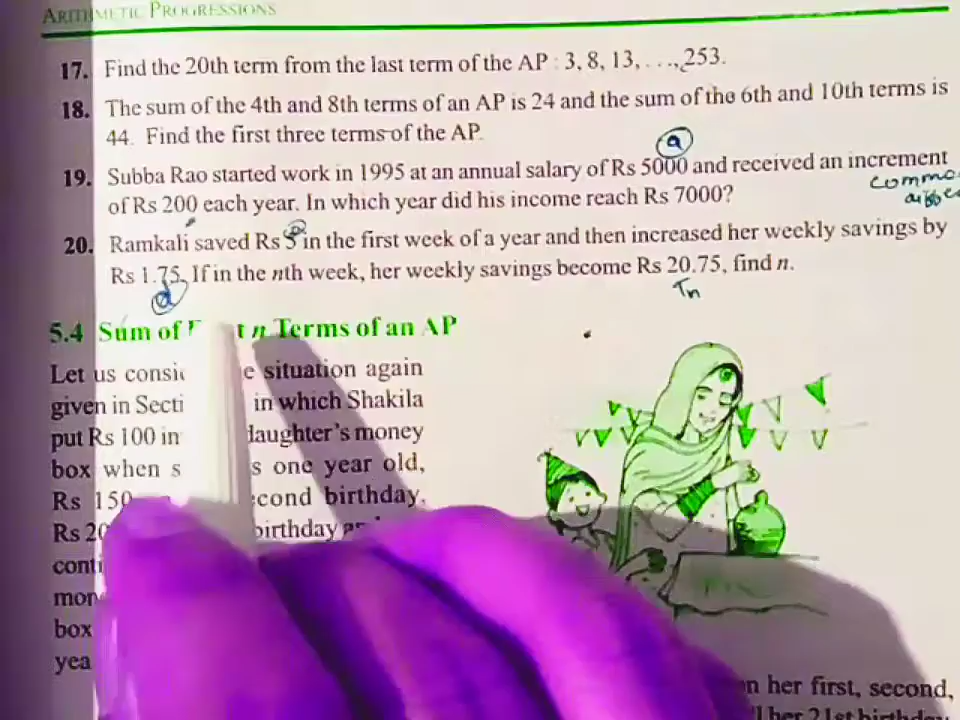 ARITHMETIC PROGRESSIONS
17. Find the 20th term from the last term of the AP : 3, 8, 13, . . ., 253.
18. The sum of the 4th and 8th terms of an AP is 24 and the sum of the 6th and 10th terms is
44. Find the first three terms of the AP.
a
19. Subba Rao started work in 1995 at an annual salary of Rs 5000 and received an increment
commo
of Rs 200 each year. In which year did his income reach Rs 7000?
20. Ramkali saved Rs 5 in the first week of a year and then increased her weekly savings by
Rs 1.75. If in the nth week, her weekly savings become Rs 20.75, find n.
d
Tn
5.4 Sum of n Terms of an AP
Let us situation again
given in in which Shakila
put Rs 100 in daughter's money
box when one year old,
Rs 150 birthday,
Rs birthday
box
n her first, second,
her 21st birthday